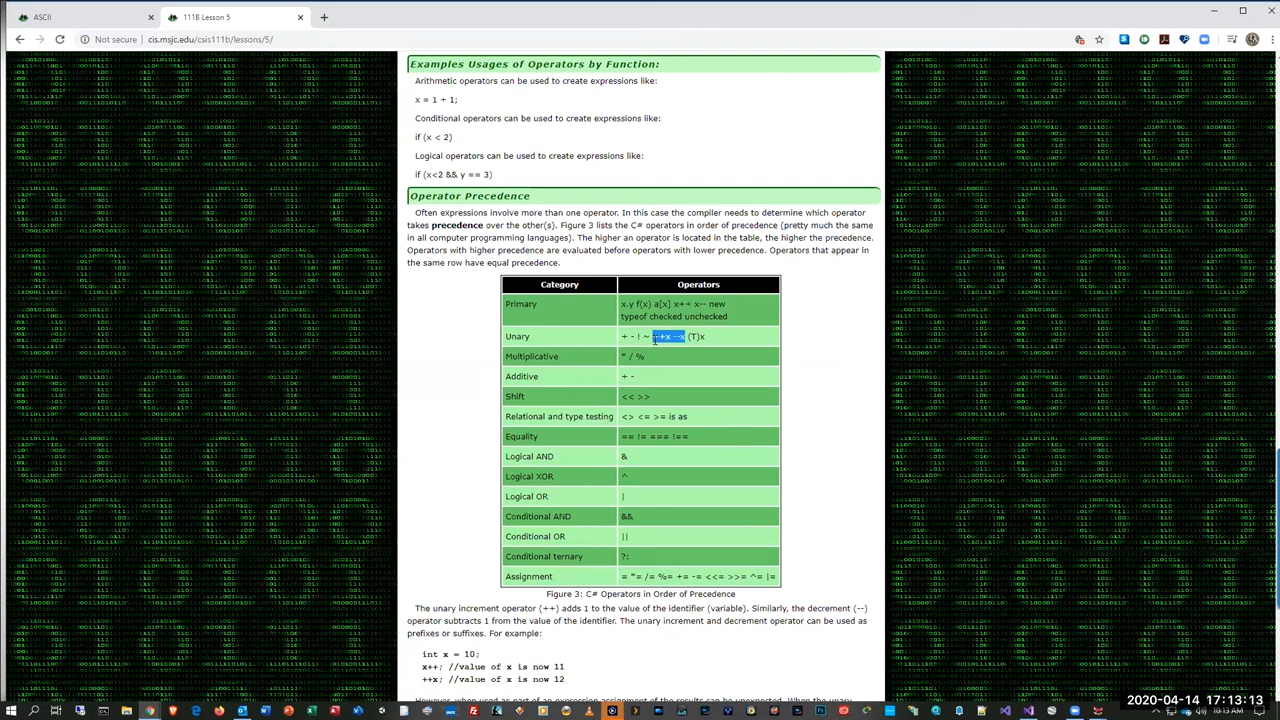 ASCII
111B Lesson 5
Not secure
cis.msjc.edu/csis111b/lessons/5/
Examples Usages of Operators by Function:
Arithmetic operators can be used to create expressions like:
x = 1 + 1;
Conditional operators can be used to create expressions like:
if (x < 2)
Logical operators can be used to create expressions like:
if (x<2 && y == 3)
Operator Precedence
Often expressions involve more than one operator. In this case the compiler needs to determine which operator
takes precedence over the other(s). Figure 3 lists the C# operators in order of precedence (pretty much the same
in all computer programming languages). The higher an operator is located in the table, the higher the precedence.
Operators with higher precedence are evaluated before operators with lower precedence. Operators that appear in
the same row have equal precedence.
Category Operators
Primary x.y f(x) a[x] x++ x-- new
typeof checked unchecked
Unary + - ! ~ ++x --x (T)x
Multiplicative * / %
Additive + -
Shift << >>
Relational and type testing <> <= >= is as
Equality == != === !==
Logical AND &
Logical XOR ^
Logical OR |
Conditional AND &&
Conditional OR ||
Conditional ternary ?:
Assignment = *= /= %= += -= <<= >>= ^= |=
Figure 3: C# Operators in Order of Precedence
The unary increment operator (++) adds 1 to the value of the identifier (variable). Similarly, the decrement (--)
operator subtracts 1 from the value of the identifier. The unary increment and decrement operator can be used as
prefixes or suffixes. For example:
int x = 10;
x++; //value of x is now 11
++x; //value of x is now 12
2020-04-14 17:13:13
10:13 AM